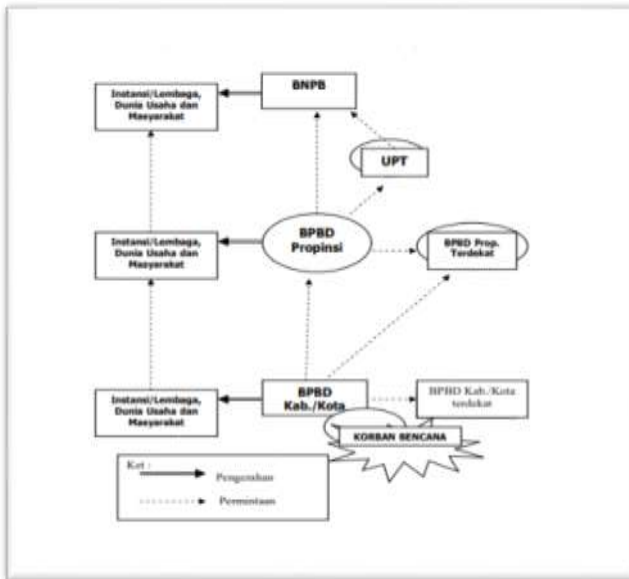 Instansi/Lembaga,
Dunia Usaha dan
Masyarakat
BNPB
UPT
Instansi/Lembaga,
Dunia Usaha dan
Masyarakat
BPBD
Propinsi
BPBD Prop.
Terdekat
Instansi/Lembaga,
Dunia Usaha dan
Masyarakat
BPBD
Kab./Kota
BPBD Kab./Kota
terdekat
KORBAN BENCANA
Ket :
Pengerahan
Permintaan